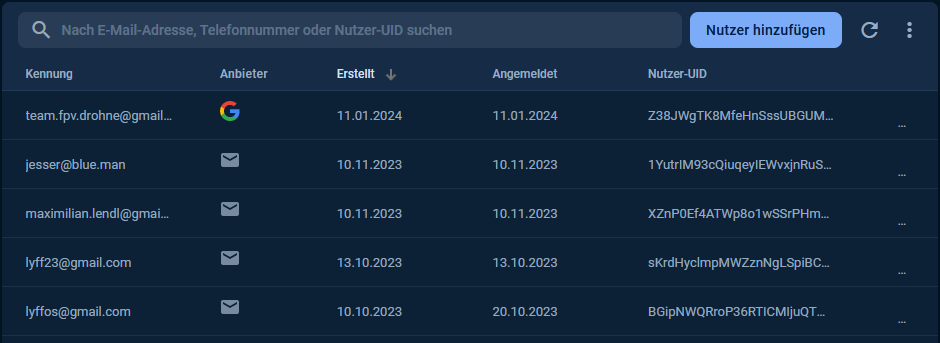 Nach E-Mail-Adresse, Telefonnummer oder Nutzer-UID suchen Nutzer hinzufügen
Kennung Anbieter Erstellt Angemeldet Nutzer-UID
team.fpv.drohne@gmail… 11.01.2024 11.01.2024 Z38JWgTK8MfeHnSssUBGUM… …
jesser@blue.man 10.11.2023 10.11.2023 1YutrIM93cQiuqeyIEWvxjnRuS… …
maximilian.lendl@gmai… 10.11.2023 10.11.2023 XZnP0Ef4ATWp8o1wSSrPHm… …
lyff23@gmail.com 13.10.2023 13.10.2023 sKrdHyclmpMWZznNgLSpiBC… …
lyffos@gmail.com 10.10.2023 20.10.2023 BGipNWQRroP36RTICMIjuQT… …